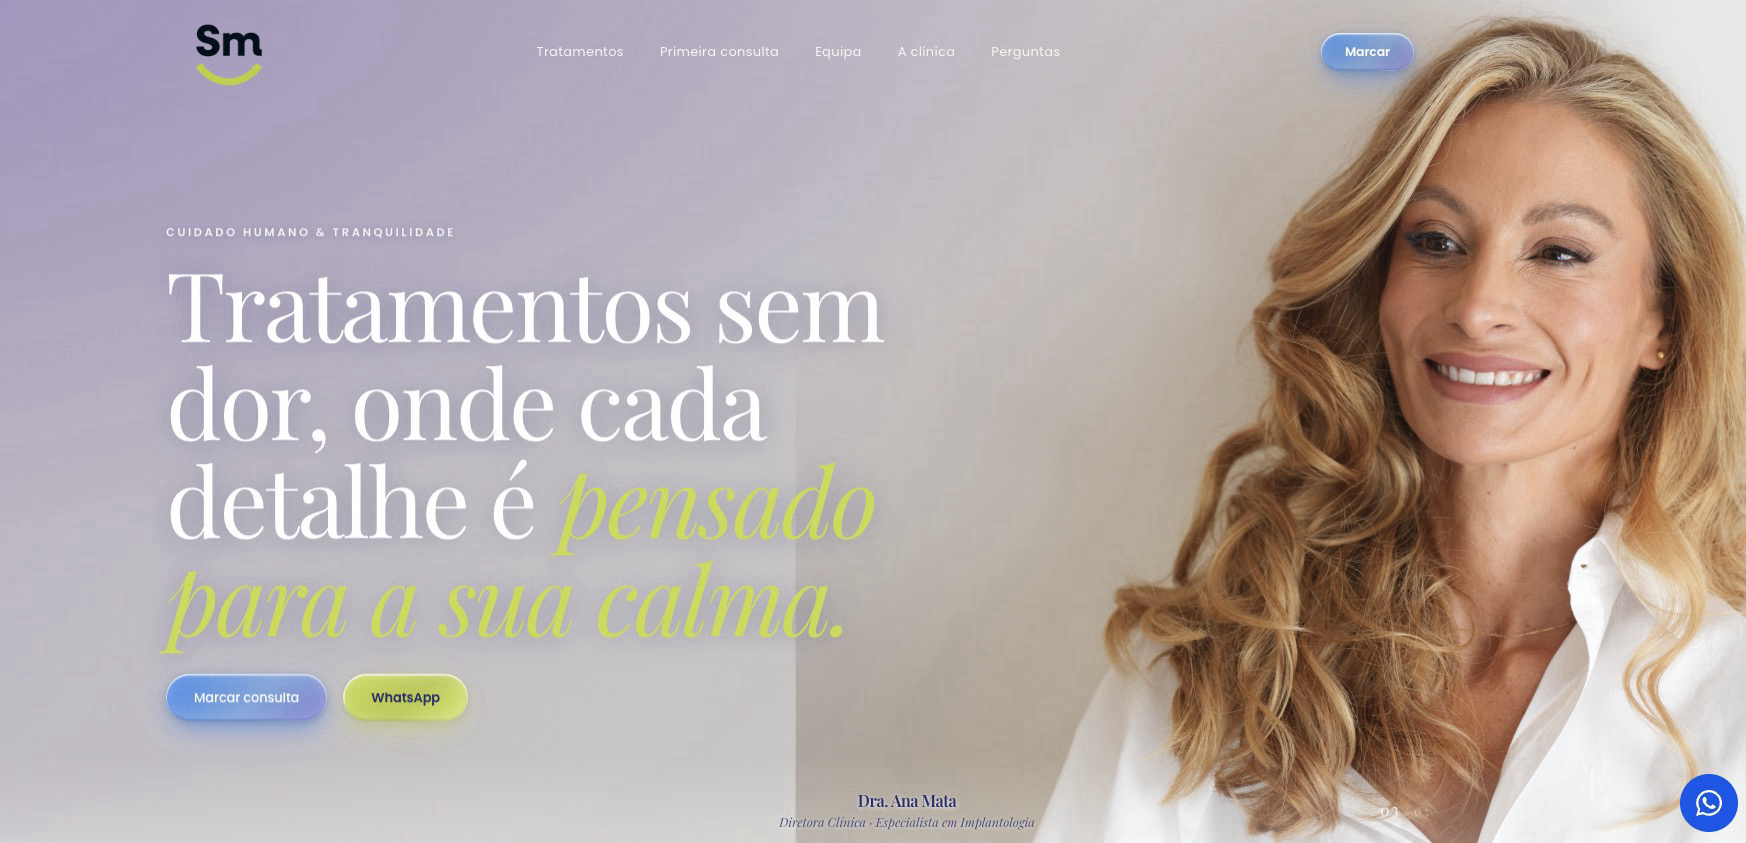 Sm
Tratamentos
Primeira consulta
Equipa
A clínica
Perguntas
Marcar
CUIDADO HUMANO & TRANQUILIDADE
Tratamentos sem
dor, onde cada
detalhe é pensado
para a sua calma.
Marcar consulta
WhatsApp
Dra. Ana Mata
Diretora Clínica · Especialista em Implantologia
03